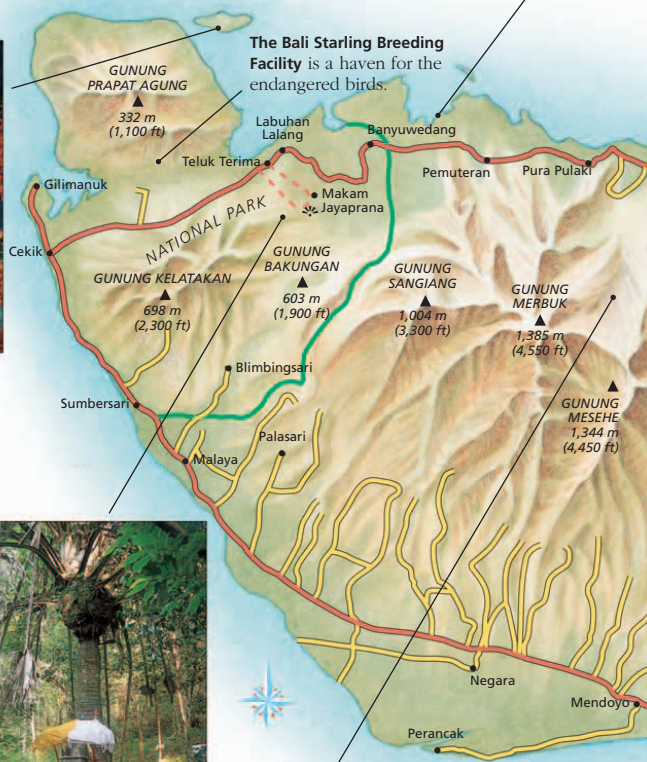 The Bali Starling Breeding
Facility is a haven for the
endangered birds.
GUNUNG
PRAPAT AGUNG
332 m
(1,100 ft)
Labuhan
Lalang
Banyuwedang
Teluk Terima
Pemuteran
Pura Pulaki
Gilimanuk
Makam
Jayaprana
NATIONAL PARK
Cekik
GUNUNG KELATAKAN
698 m
(2,300 ft)
GUNUNG
BAKUNGAN
603 m
(1,900 ft)
GUNUNG
SANGIANG
1,004 m
(3,300 ft)
GUNUNG
MERBUK
1,385 m
(4,550 ft)
GUNUNG
MESEHE
1,344 m
(4,450 ft)
Blimbingsari
Sumbersari
Palasari
Malaya
Negara
Mendoyo
Perancak